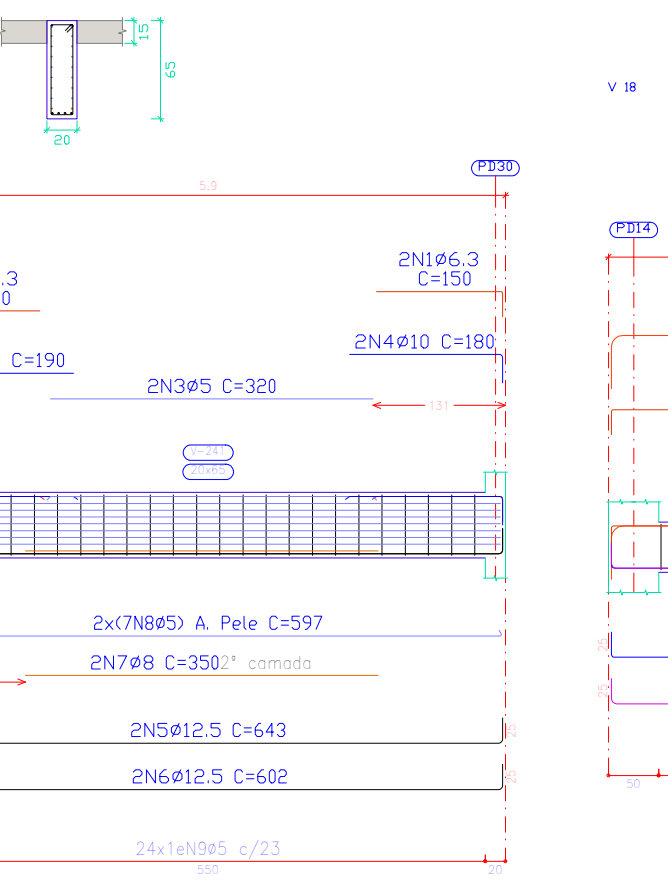 15
65
20
V 18
PD30
5.9
PD14
2N1Ø6.3
C=150
.3
0
2N4Ø10 C=180
C=190
2N3Ø5 C=320
131
V-241
20x65
2x(7N8Ø5) A. Pele C=597
2N7Ø8 C=350 2ª camada
25
25
2N5Ø12.5 C=643
25
2N6Ø12.5 C=602
25
50
24x1eN9Ø5 c/23
550
20